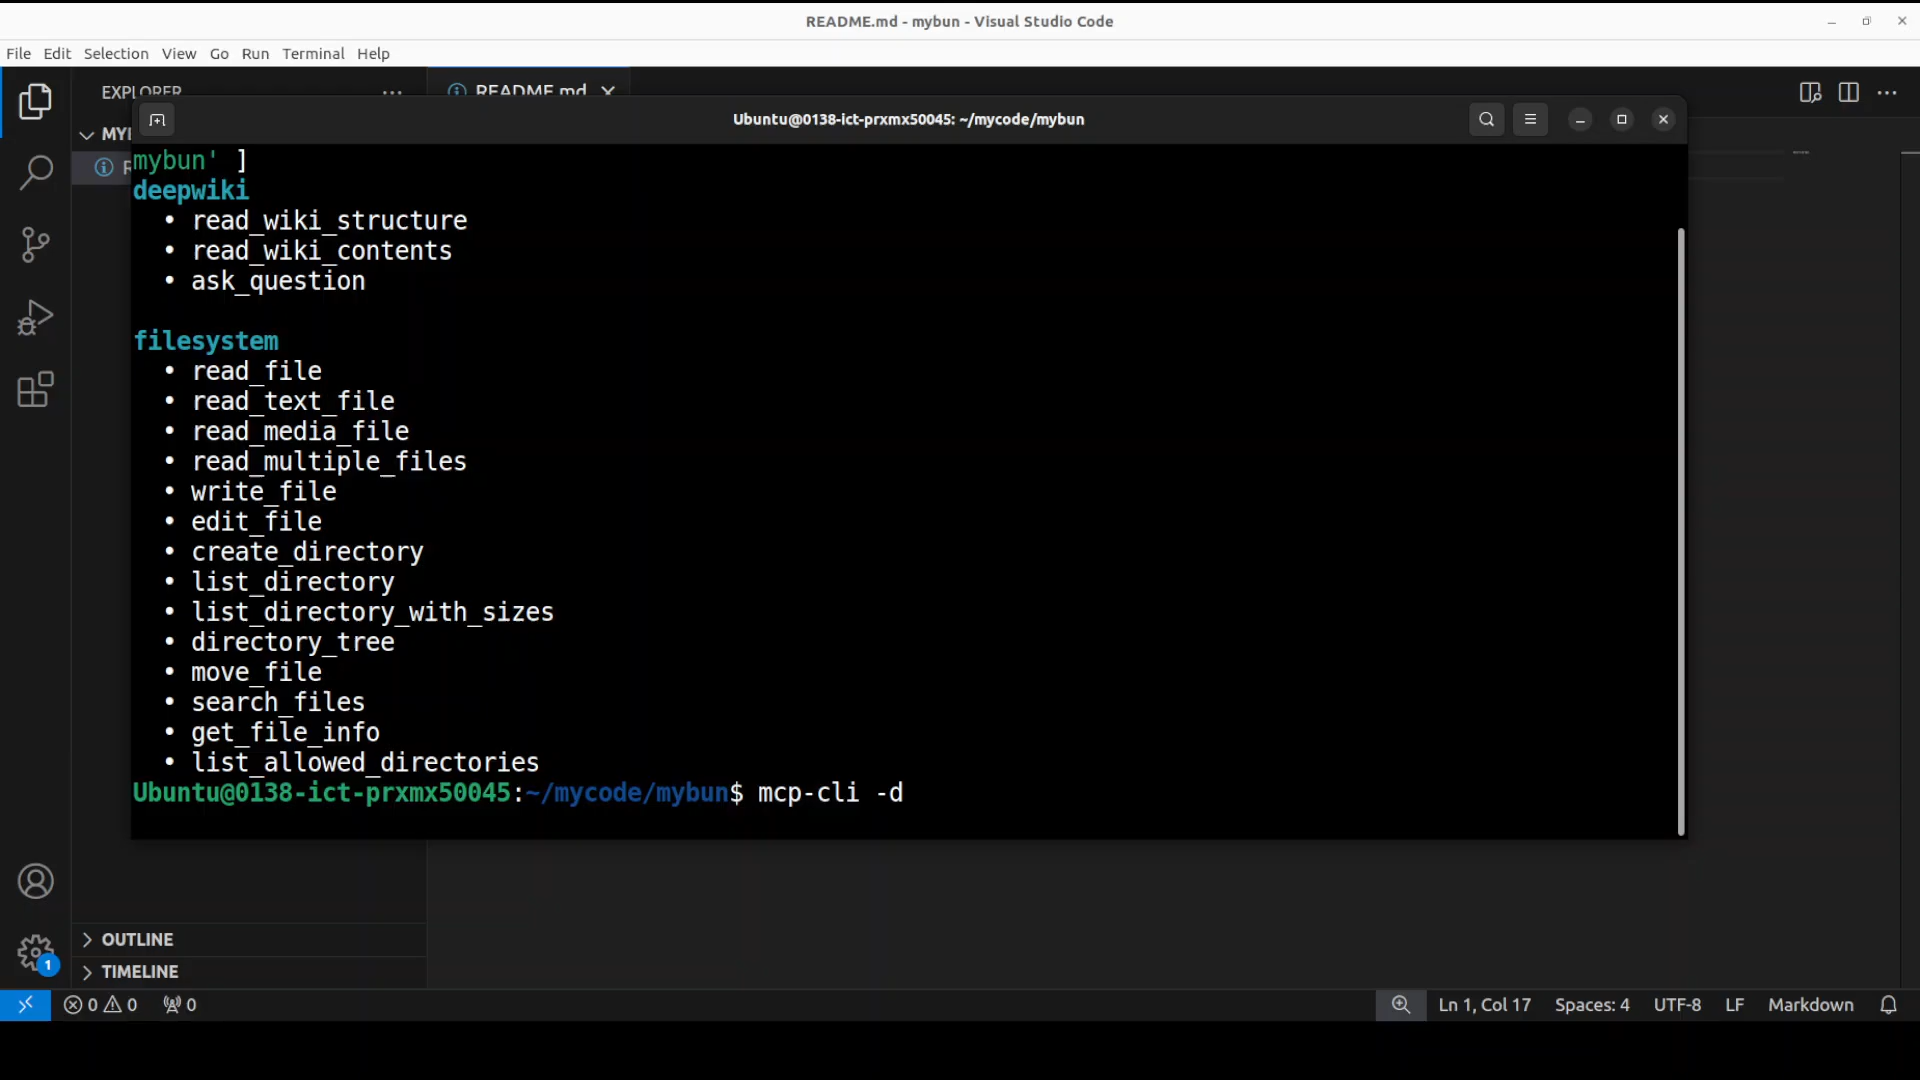 README.md - mybun - Visual Studio Code
File Edit Selection View Go Run Terminal Help
EXPLORER
README.md
Ubuntu@0138-ict-prxmx50045: ~/mycode/mybun
mybun' ]
deepwiki
• read_wiki_structure
• read_wiki_contents
• ask_question
filesystem
• read_file
• read_text_file
• read_media_file
• read_multiple_files
• write_file
• edit_file
• create_directory
• list_directory
• list_directory_with_sizes
• directory_tree
• move_file
• search_files
• get_file_info
• list_allowed_directories
Ubuntu@0138-ict-prxmx50045:~/mycode/mybun$ mcp-cli -d
OUTLINE
TIMELINE
1
0 0 0
Ln 1, Col 17 Spaces: 4 UTF-8 LF Markdown